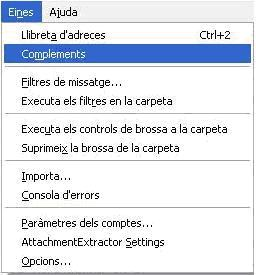 Eines Ajuda
Llibreta d'adreces Ctrl+2
Complements
Filtres de missatge...
Executa els filtres en la carpeta
Executa els controls de brossa a la carpeta
Suprimeix la brossa de la carpeta
Importa...
Consola d'errors
Paràmetres dels comptes...
AttachmentExtractor Settings
Opcions...